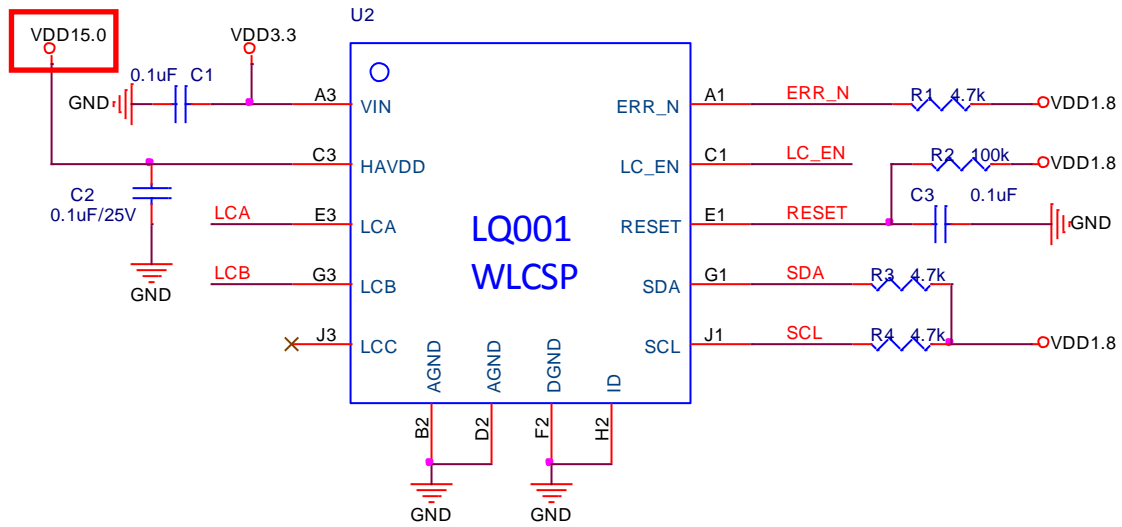 U2
VDD15.0
VDD3.3
0.1uF C1
GND
A3
VIN
ERR_N
A1
ERR_N
R1 4.7k
VDD1.8
C3
HAVDD
LC_EN
C1
LC_EN
R2 100k
VDD1.8
C2
0.1uF/25V
GND
LCA
E3
LCA
RESET
E1
RESET
C3
0.1uF
GND
LQ001
WLCSP
LCB
G3
LCB
SDA
G1
SDA
R3 4.7k
J3
LCC
SCL
J1
SCL
R4 4.7k
VDD1.8
AGND
AGND
DGND
ID
B2
D2
F2
H2
GND
GND